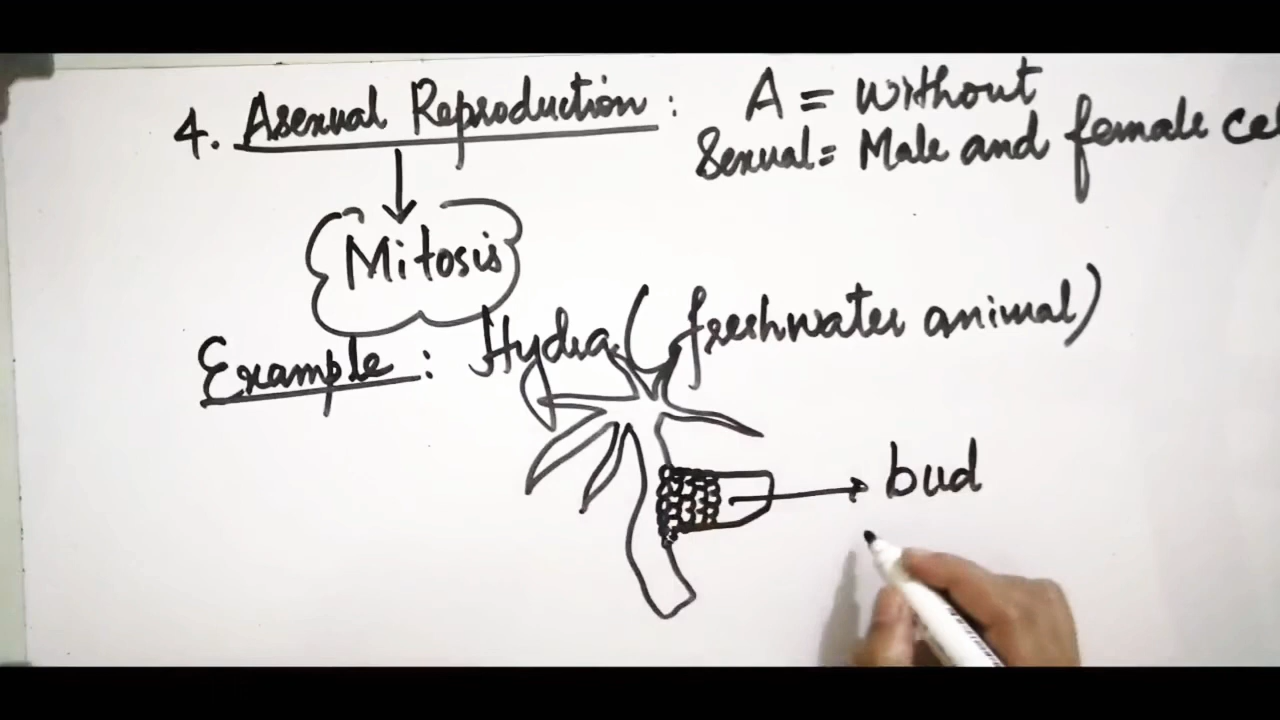 4. Asexual Reproduction : A = without
Sexual = Male and female ce
Mitosis
Example : Hydra (freshwater animal)
bud